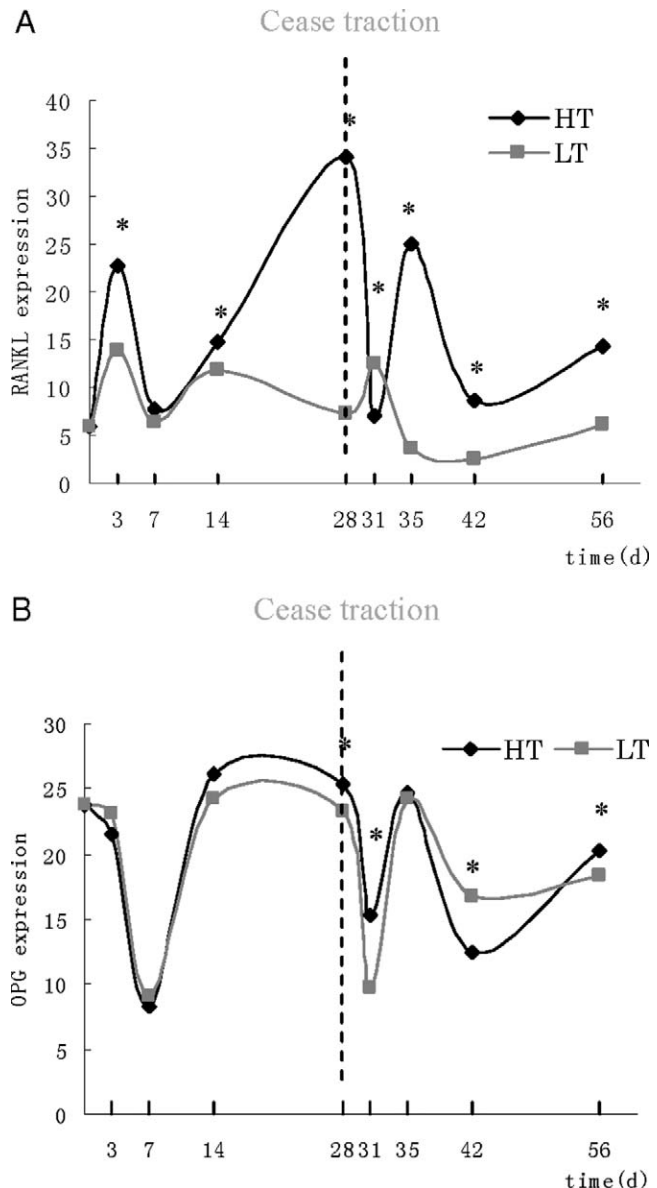 A
Cease traction
40
35
30
25
20
15
10
5
0
RANKL expression
* * * * * * * *
HT
LT
3 7 14 28 31 35 42 56
time(d)
B
Cease traction
30
25
20
15
10
5
0
OPG expression
* * * *
HT LT
3 7 14 28 31 35 42 56
time(d)